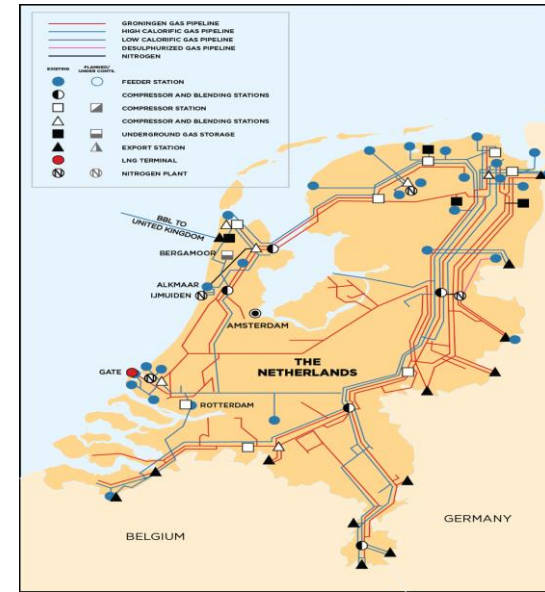 GRONINGEN GAS PIPELINE
HIGH CALORIFIC GAS PIPELINE
LOW CALORIFIC GAS PIPELINE
DESULPHURIZED GAS PIPELINE
NITROGEN
EXISTING
PLANNED/
UNDER CONTS.
FEEDER STATION
COMPRESSOR AND BLENDING STATIONS
COMPRESSOR STATION
COMPRESSOR AND BLENDING STATIONS
UNDERGROUND GAS STORAGE
EXPORT STATION
LNG TERMINAL
N N NITROGEN PLANT
N
BBL TO
UNITED KINGDOM
BERGAMOOR
ALKMAAR
IJMUIDEN N
N
AMSTERDAM
THE
NETHERLANDS
GATE
N
ROTTERDAM
BELGIUM
GERMANY